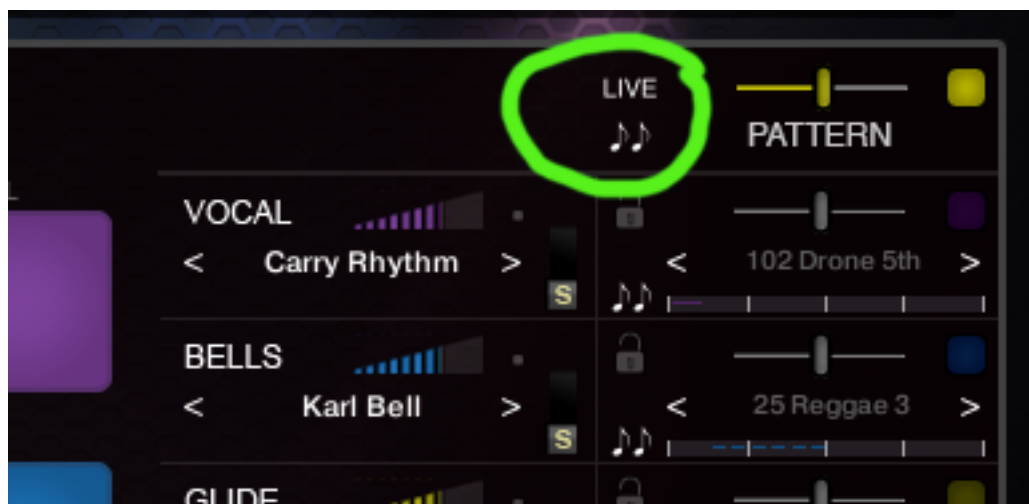 LIVE
PATTERN
VOCAL
< Carry Rhythm >
S
< 102 Drone 5th >
BELLS
< Karl Bell >
S
< 25 Reggae 3 >
GLIDE